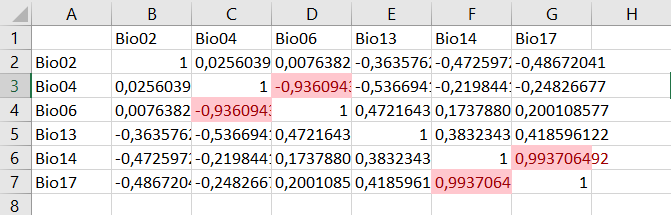 A B C D E F G H
1 Bio02 Bio04 Bio06 Bio13 Bio14 Bio17
2 Bio02 1 0,0256039 0,0076382 -0,3635762 -0,4725972 -0,48672041
3 Bio04 0,0256039 1 -0,9360943 -0,5366941 -0,2198441 -0,24826677
4 Bio06 0,0076382 -0,9360943 1 0,4721643 0,1737880 0,200108577
5 Bio13 -0,3635762 -0,5366941 0,4721643 1 0,3832343 0,418596122
6 Bio14 -0,4725972 -0,2198441 0,1737880 0,3832343 1 0,993706492
7 Bio17 -0,4867204 -0,2482667 0,2001085 0,4185961 0,9937064 1
8